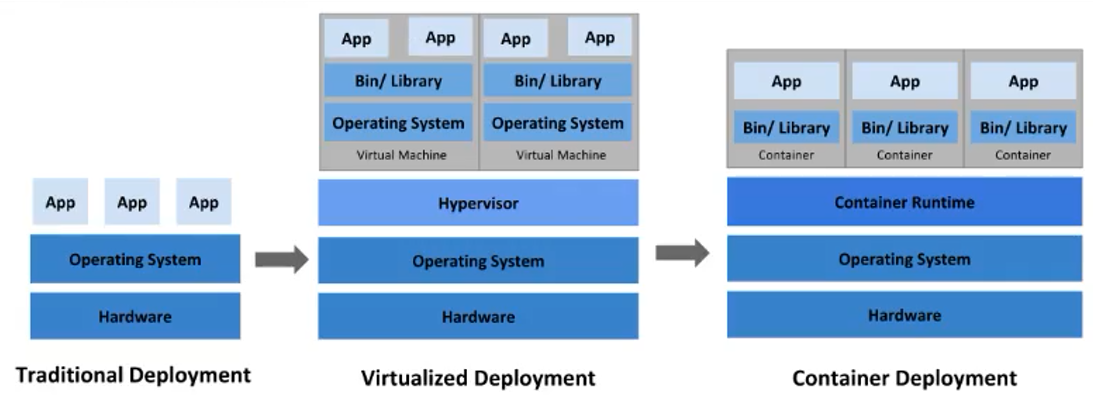 App App App
Operating System
Hardware
Traditional Deployment
App App App App
Bin/ Library Bin/ Library
Operating System Operating System
Virtual Machine Virtual Machine
Hypervisor
Operating System
Hardware
Virtualized Deployment
App App App
Bin/ Library Bin/ Library Bin/ Library
Container Container Container
Container Runtime
Operating System
Hardware
Container Deployment